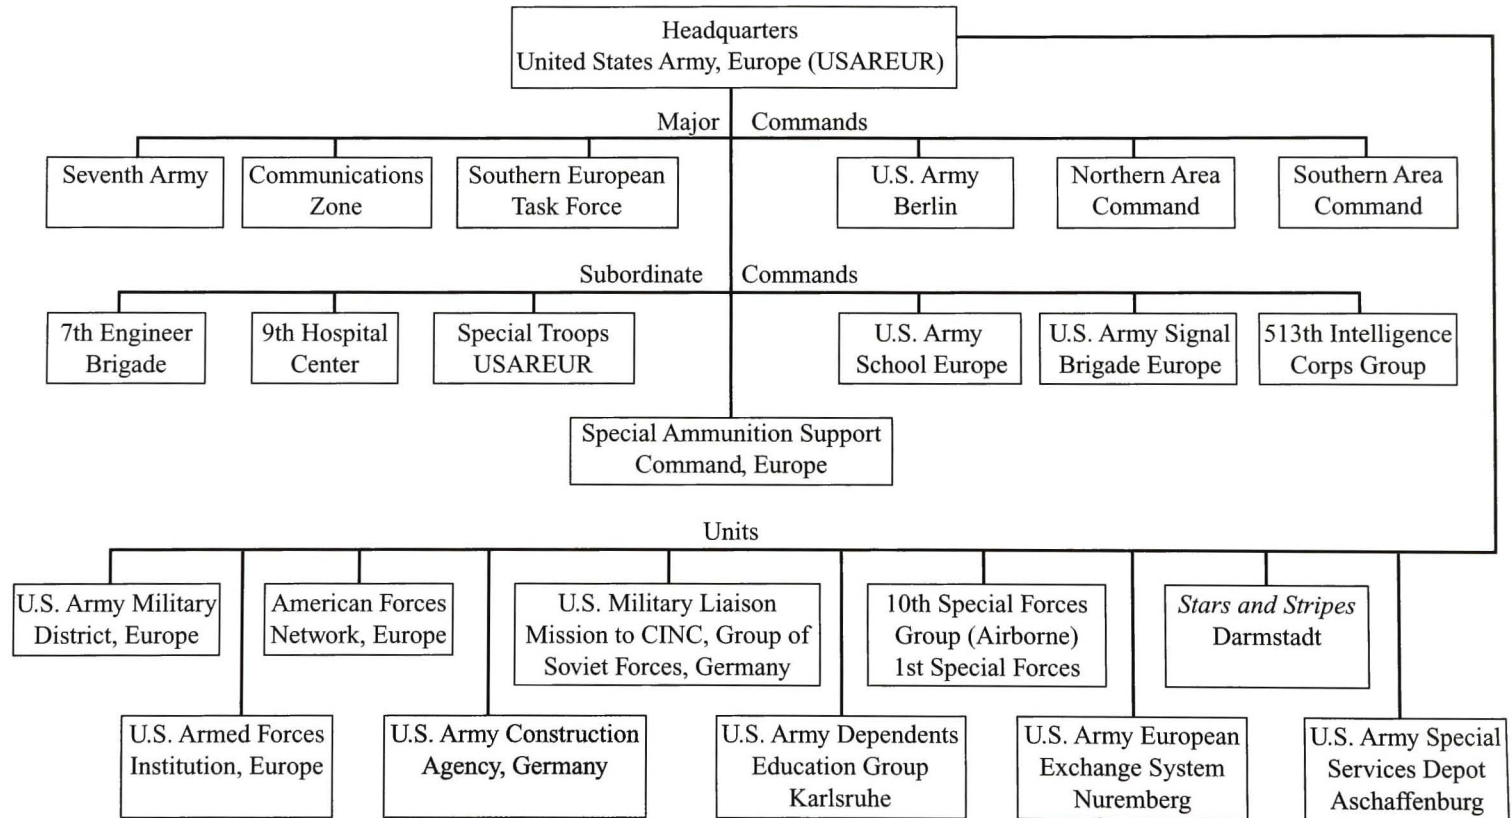 Headquarters
United States Army, Europe (USAREUR)
Major Commands
Seventh Army
Communications
Zone
Southern European
Task Force
U.S. Army
Berlin
Northern Area
Command
Southern Area
Command
Subordinate Commands
7th Engineer
Brigade
9th Hospital
Center
Special Troops
USAREUR
U.S. Army
School Europe
U.S. Army Signal
Brigade Europe
513th Intelligence
Corps Group
Special Ammunition Support
Command, Europe
Units
U.S. Army Military
District, Europe
American Forces
Network, Europe
U.S. Military Liaison
Mission to CINC, Group of
Soviet Forces, Germany
10th Special Forces
Group (Airborne)
1st Special Forces
Stars and Stripes
Darmstadt
U.S. Armed Forces
Institution, Europe
U.S. Army Construction
Agency, Germany
U.S. Army Dependents
Education Group
Karlsruhe
U.S. Army European
Exchange System
Nuremberg
U.S. Army Special
Services Depot
Aschaffenburg